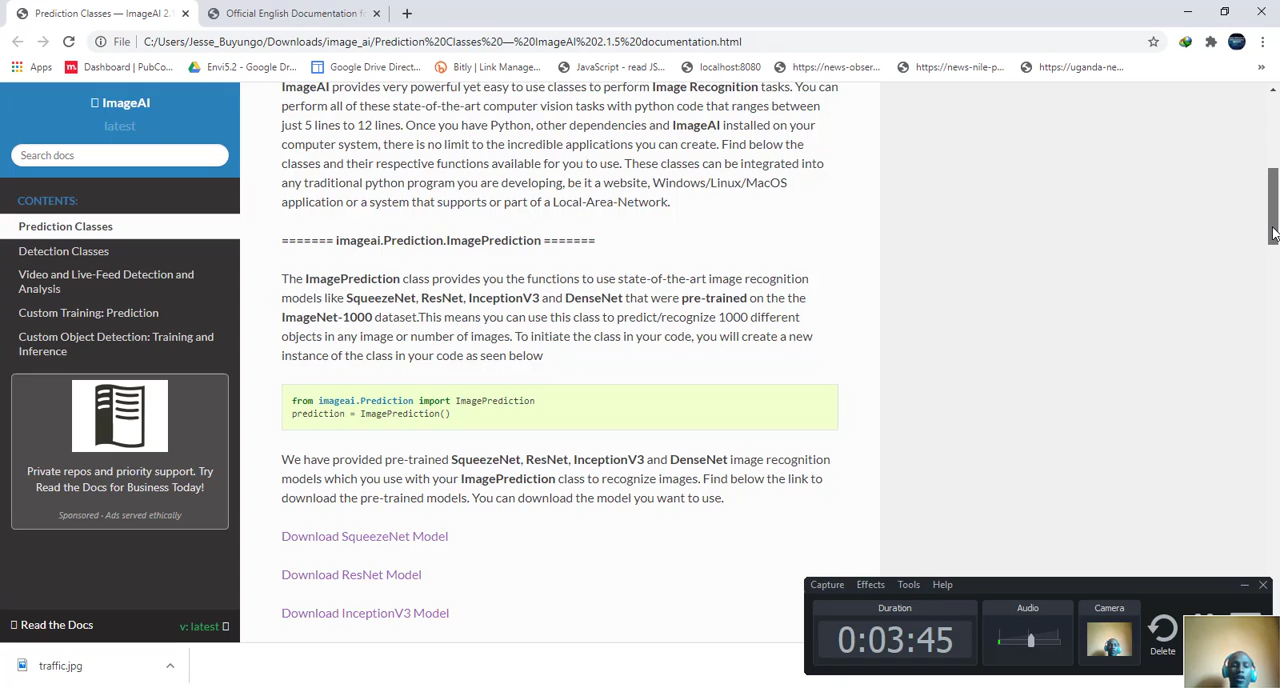 Prediction Classes — ImageAI 2.1
Official English Documentation fo
File
C:/Users/Jesse_Buyungo/Downloads/image_ai/Prediction%20Classes%20—%20ImageAI%202.1.5%20documentation.html
Apps
Dashboard | PubCo...
Envi5.2 - Google Dr...
Google Drive Direct...
Bitly | Link Manage...
JavaScript - read JS...
localhost:8080
https://news-obser...
https://news-nile-p...
https://uganda-ne...
»
ImageAI
latest
Search docs
CONTENTS:
Prediction Classes
Detection Classes
Video and Live-Feed Detection and
Analysis
Custom Training: Prediction
Custom Object Detection: Training and
Inference
Private repos and priority support. Try
Read the Docs for Business Today!
Sponsored · Ads served ethically
Read the Docs
v: latest
ImageAI provides very powerful yet easy to use classes to perform Image Recognition tasks. You can
perform all of these state-of-the-art computer vision tasks with python code that ranges between
just 5 lines to 12 lines. Once you have Python, other dependencies and ImageAI installed on your
computer system, there is no limit to the incredible applications you can create. Find below the
classes and their respective functions available for you to use. These classes can be integrated into
any traditional python program you are developing, be it a website, Windows/Linux/MacOS
application or a system that supports or part of a Local-Area-Network.
======= imageai.Prediction.ImagePrediction =======
The ImagePrediction class provides you the functions to use state-of-the-art image recognition
models like SqueezeNet, ResNet, InceptionV3 and DenseNet that were pre-trained on the the
ImageNet-1000 dataset.This means you can use this class to predict/recognize 1000 different
objects in any image or number of images. To initiate the class in your code, you will create a new
instance of the class in your code as seen below
from imageai.Prediction import ImagePrediction
prediction = ImagePrediction()
We have provided pre-trained SqueezeNet, ResNet, InceptionV3 and DenseNet image recognition
models which you use with your ImagePrediction class to recognize images. Find below the link to
download the pre-trained models. You can download the model you want to use.
Download SqueezeNet Model
Download ResNet Model
Download InceptionV3 Model
Capture Effects Tools Help
Duration
Audio
Camera
0:03:45
Delete
traffic.jpg